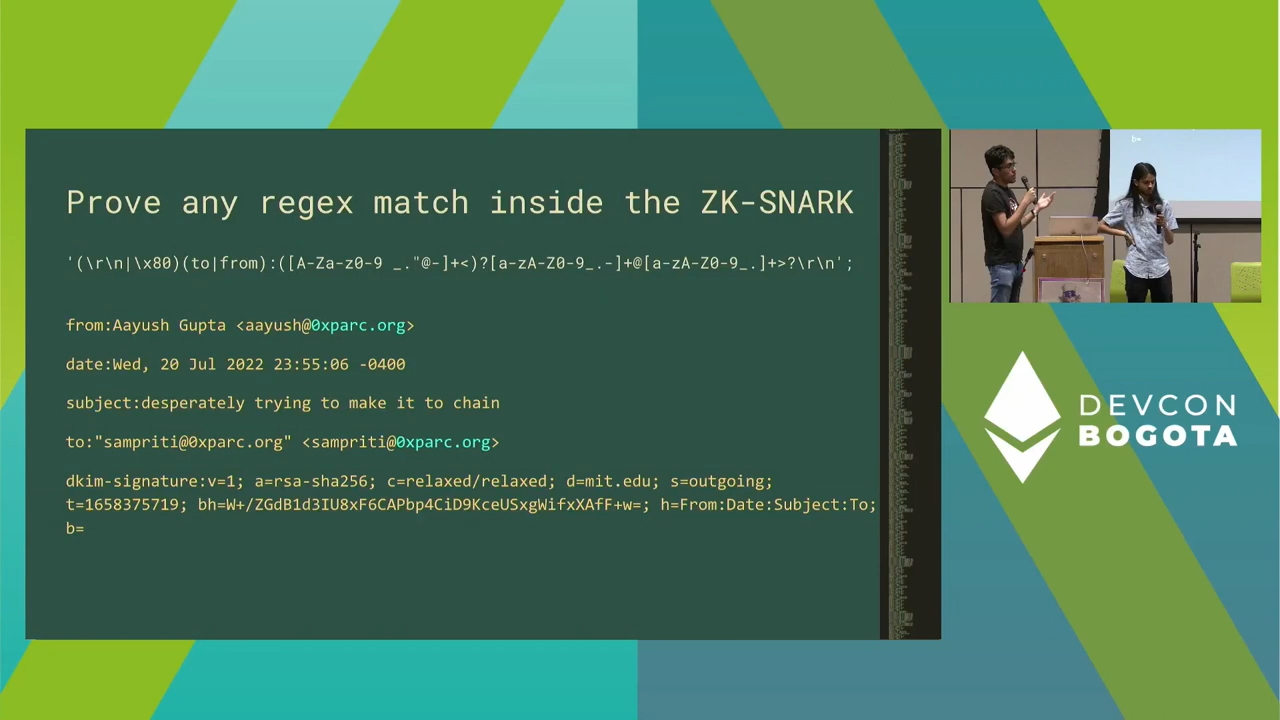 Prove any regex match inside the ZK-SNARK
'(\r\n|\x80)(to|from):([A-Za-z0-9 _."@-]+<)?[a-zA-Z0-9_.-]+@[a-zA-Z0-9_.]+>?\r\n';
from:Aayush Gupta <aayush@0xparc.org>
date:Wed, 20 Jul 2022 23:55:06 -0400
subject:desperately trying to make it to chain
to:"sampriti@0xparc.org" <sampriti@0xparc.org>
dkim-signature:v=1; a=rsa-sha256; c=relaxed/relaxed; d=mit.edu; s=outgoing;
t=1658375719; bh=W+/ZGdB1d3IU8xF6CAPbp4CiD9KceUSxgWifxXAfF+w=; h=From:Date:Subject:To;
b=
DEVCON
BOGOTA